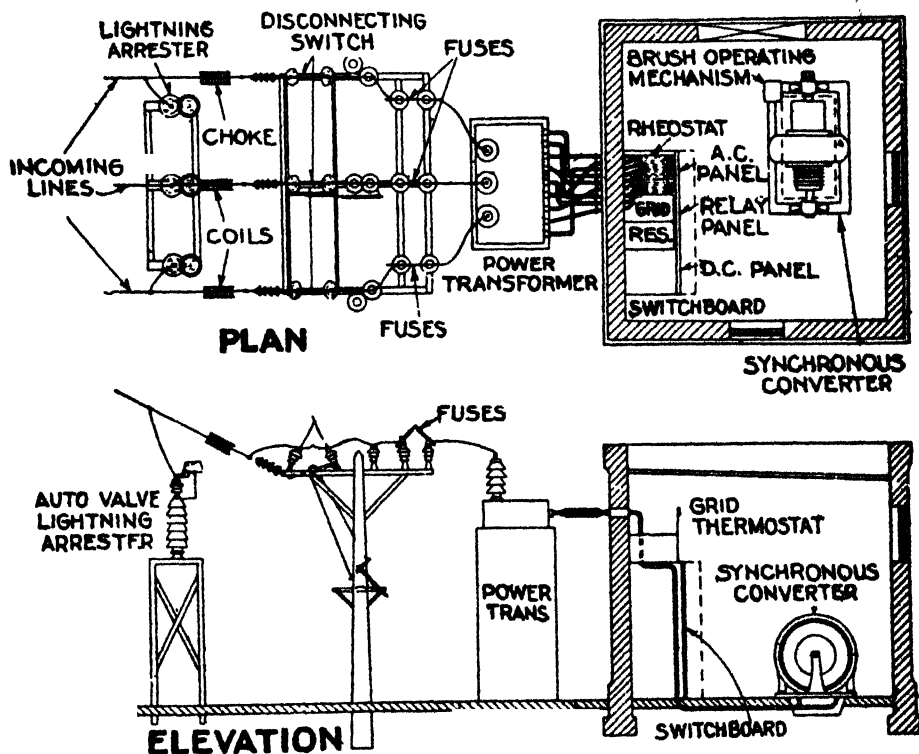 LIGHTNING
ARRESTER
DISCONNECTING
SWITCH
FUSES
BRUSH OPERATING
MECHANISM
CHOKE
RHEOSTAT
A.C.
PANEL
INCOMING
LINES
GRID
RELAY
PANEL
RES.
COILS
POWER
TRANSFORMER
D.C. PANEL
SWITCHBOARD
FUSES
PLAN
SYNCHRONOUS
CONVERTER
FUSES
AUTO VALVE
LIGHTNING
ARRESTER
GRID
THERMOSTAT
POWER
TRANS
SYNCHRONOUS
CONVERTER
SWITCHBOARD
ELEVATION